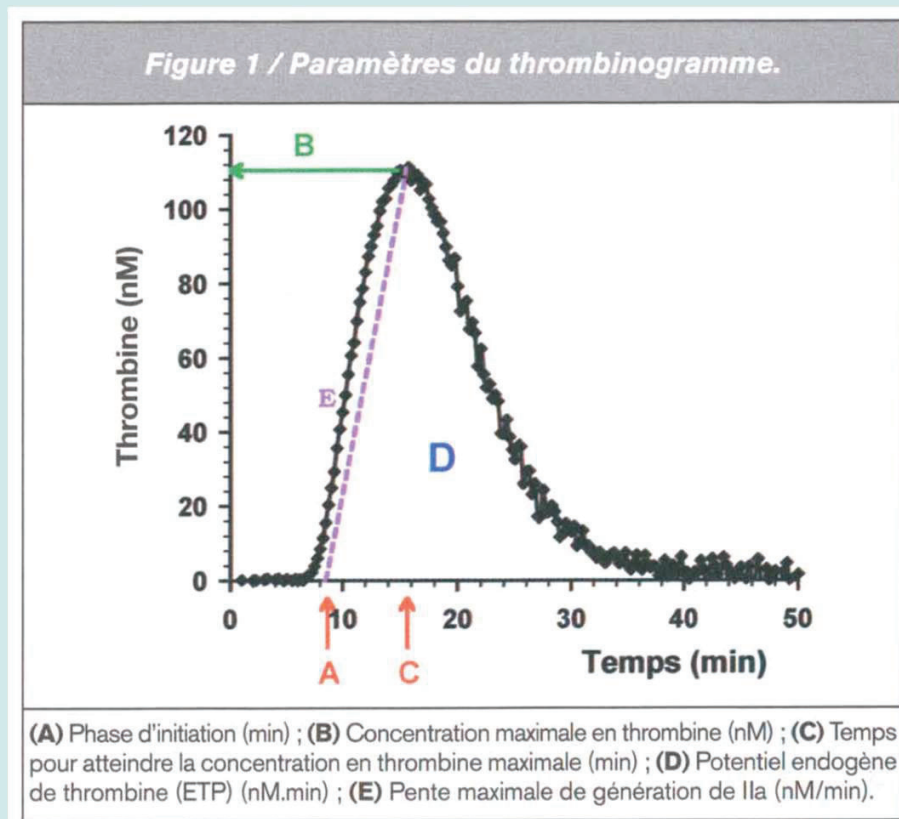 Figure 1 / Paramètres du thrombinogramme.
120
100
80
60
40
20
0
Thrombine (nM)
B
E
D
0
10
20
30
40
50
A
C
Temps (min)
(A) Phase d'initiation (min) ; (B) Concentration maximale en thrombine (nM) ; (C) Temps
pour atteindre la concentration en thrombine maximale (min) ; (D) Potentiel endogène
de thrombine (ETP) (nM.min) ; (E) Pente maximale de génération de IIa (nM/min).